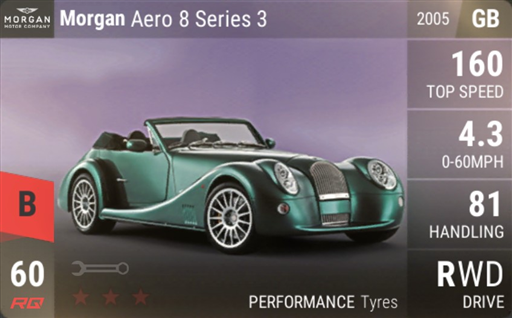 MORGAN
MOTOR COMPANY
Morgan Aero 8 Series 3
2005 GB
160
TOP SPEED
4.3
0-60MPH
81
HANDLING
B
60
RQ
PERFORMANCE Tyres
RWD
DRIVE